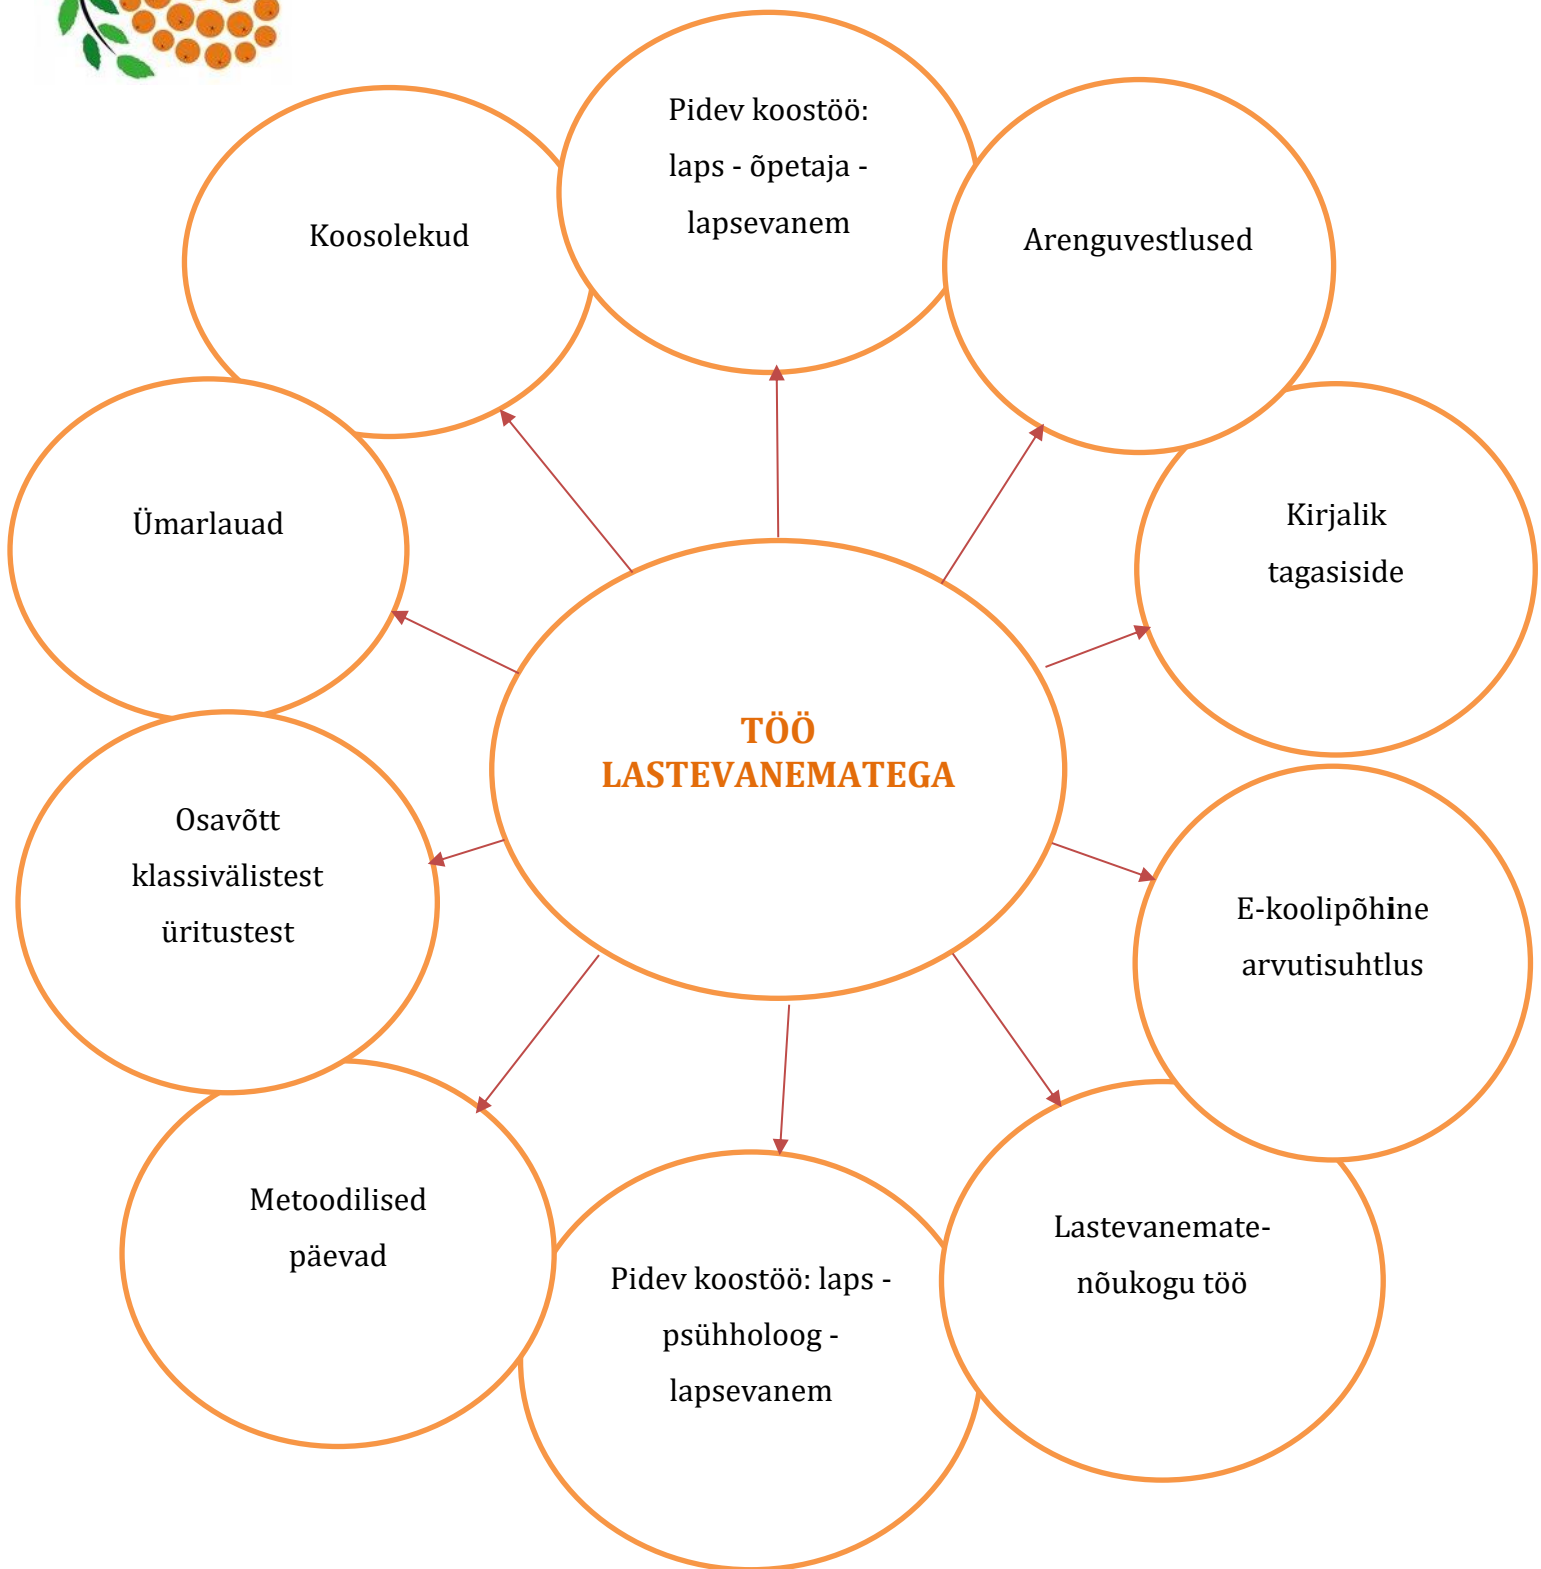 Pidev koostöö:
laps - õpetaja -
lapsevanem
Koosolekud
Arenguvestlused
Ümarlauad
Kirjalik
tagasiside
TÖÖ
LASTEVANEMATEGA
Osavõtt
klassivälistest
üritustest
E-koolipõhine
arvutisuhtlus
Metoodilised
päevad
Pidev koostöö: laps -
psühholoog -
lapsevanem
Lastevanemate-
nõukogu töö